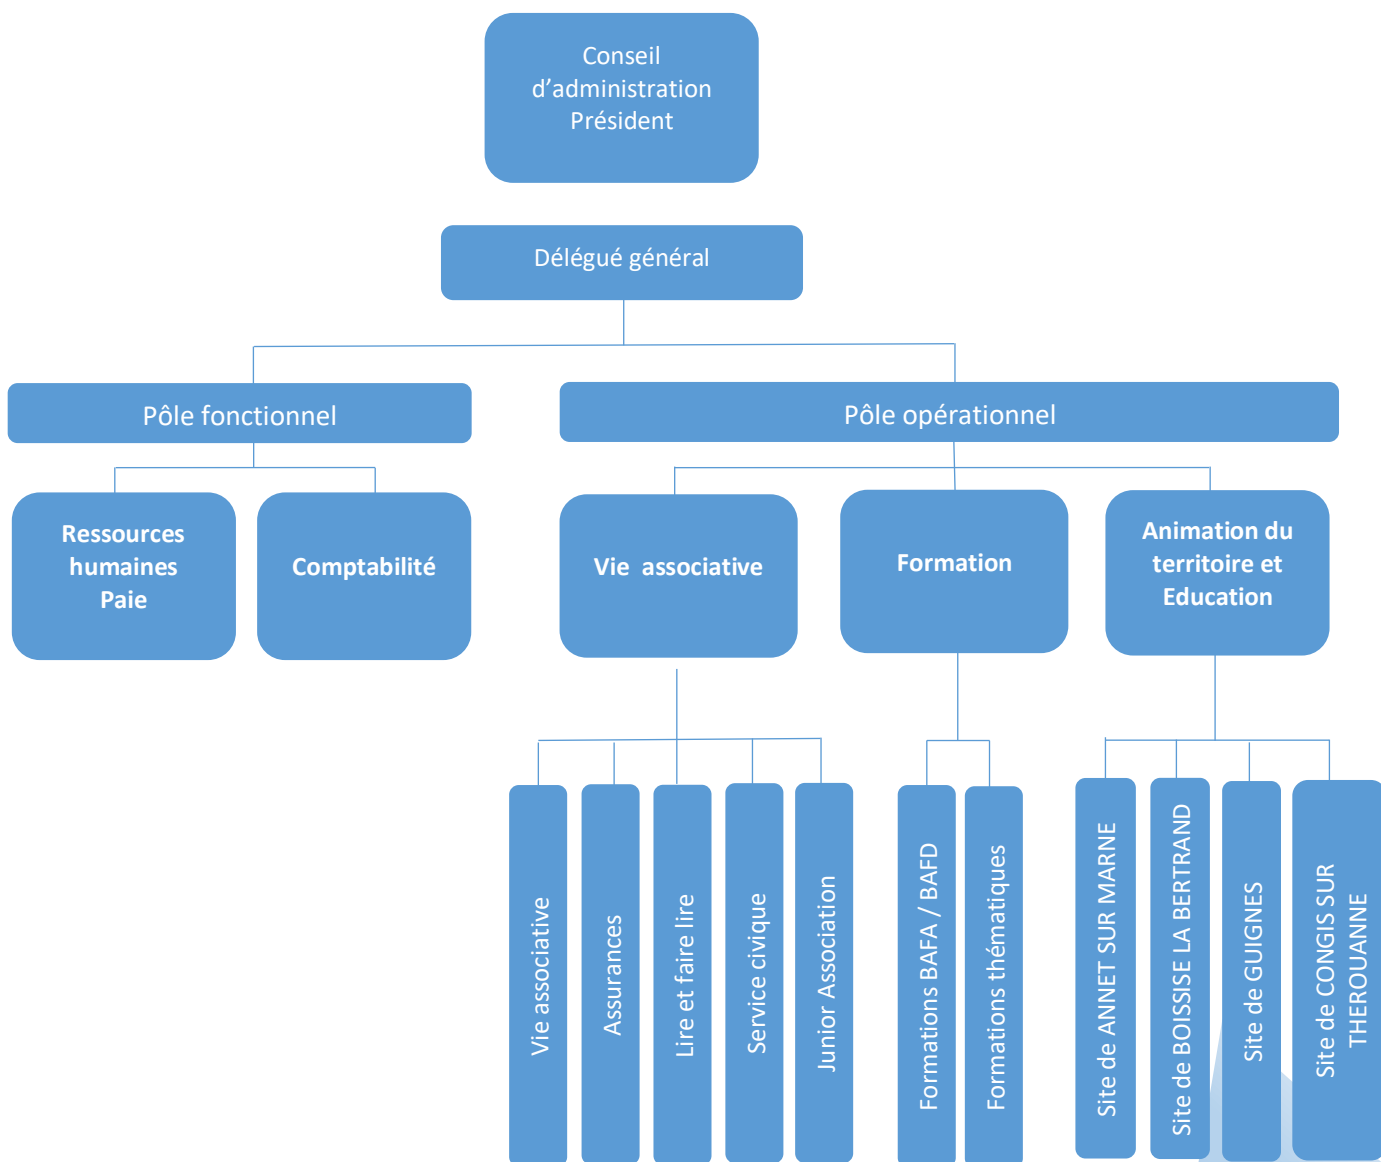 Conseil
d’administration
Président
Délégué général
Pôle fonctionnel
Pôle opérationnel
Ressources
humaines
Paie
Comptabilité
Vie  associative
Formation
Animation du
territoire et
Education
Vie associative
Assurances
Lire et faire lire
Service civique
Junior Association
Formations BAFA / BAFD
Formations thématiques
Site de ANNET SUR MARNE
Site de BOISSISE LA BERTRAND
Site de GUIGNES
Site de CONGIS SUR
THEROUANNE